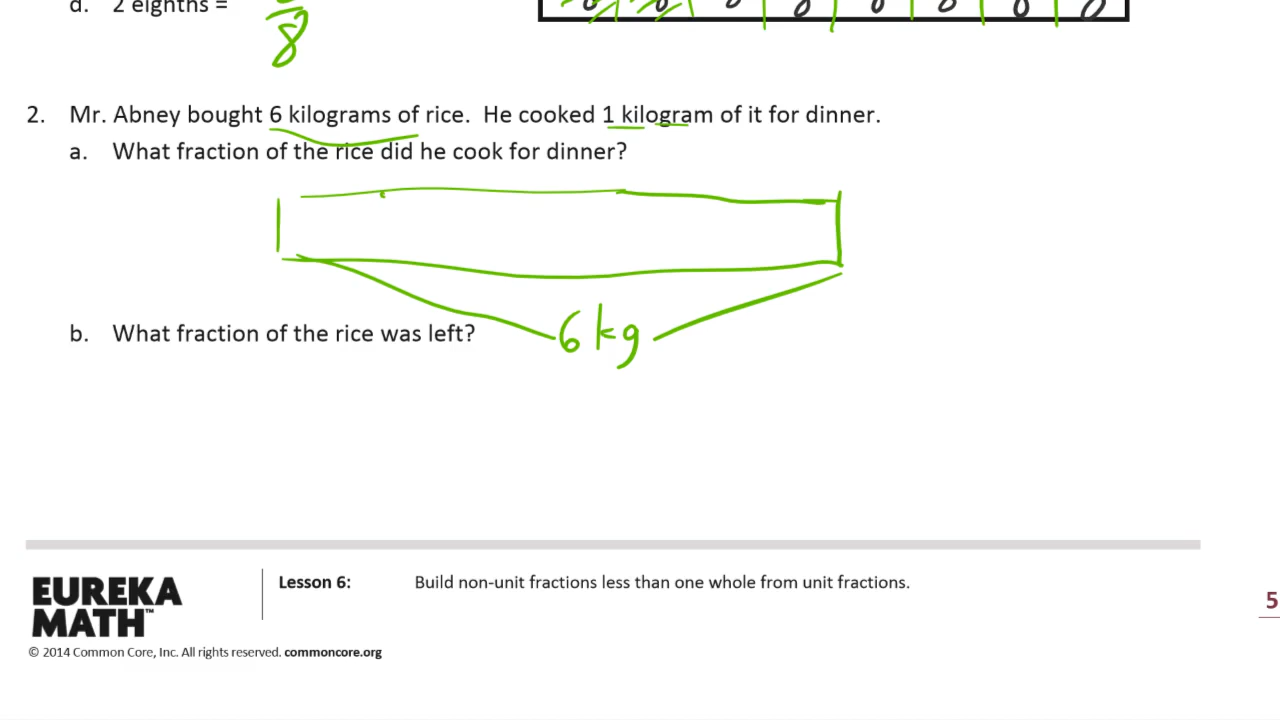 d. 2 eighths =
8
2. Mr. Abney bought 6 kilograms of rice. He cooked 1 kilogram of it for dinner.
a. What fraction of the rice did he cook for dinner?
b. What fraction of the rice was left?
6 kg
EUREKA
MATH™
Lesson 6: Build non-unit fractions less than one whole from unit fractions.
5
© 2014 Common Core, Inc. All rights reserved. commoncore.org